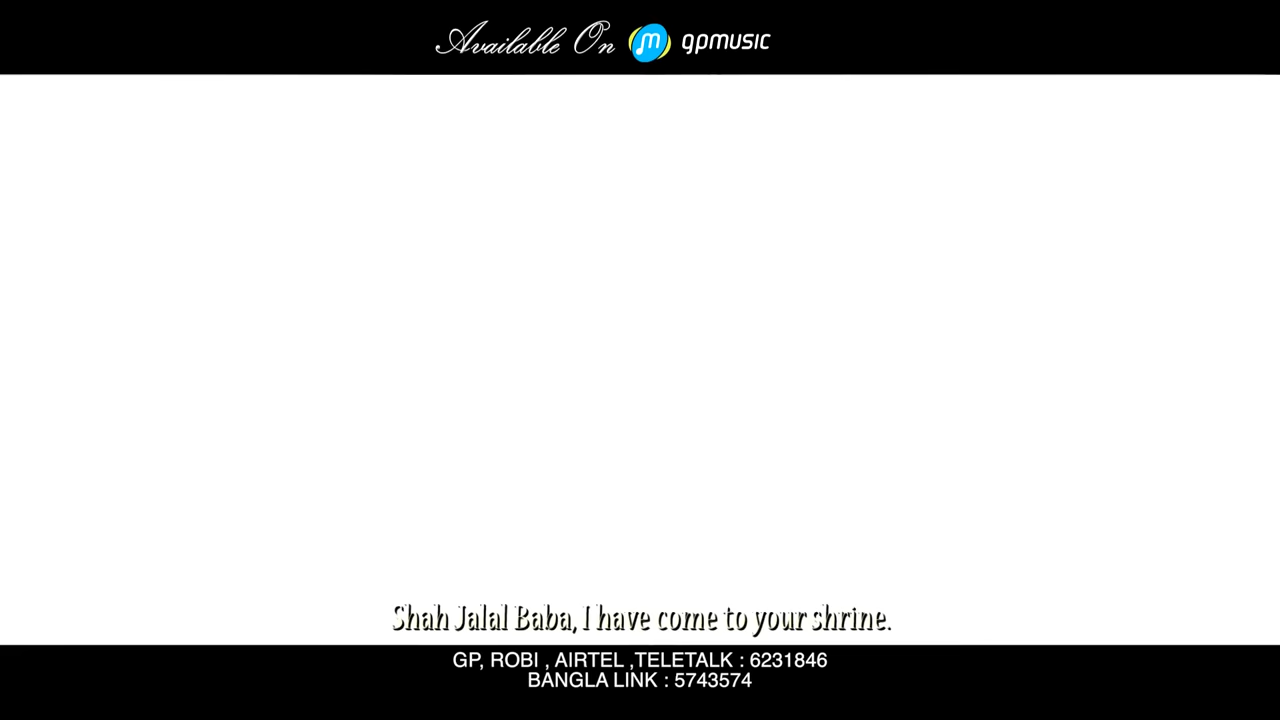 Available On gpmusic
Shah Jalal Baba, I have come to your shrine.
GP, ROBI , AIRTEL ,TELETALK : 6231846
BANGLA LINK : 5743574